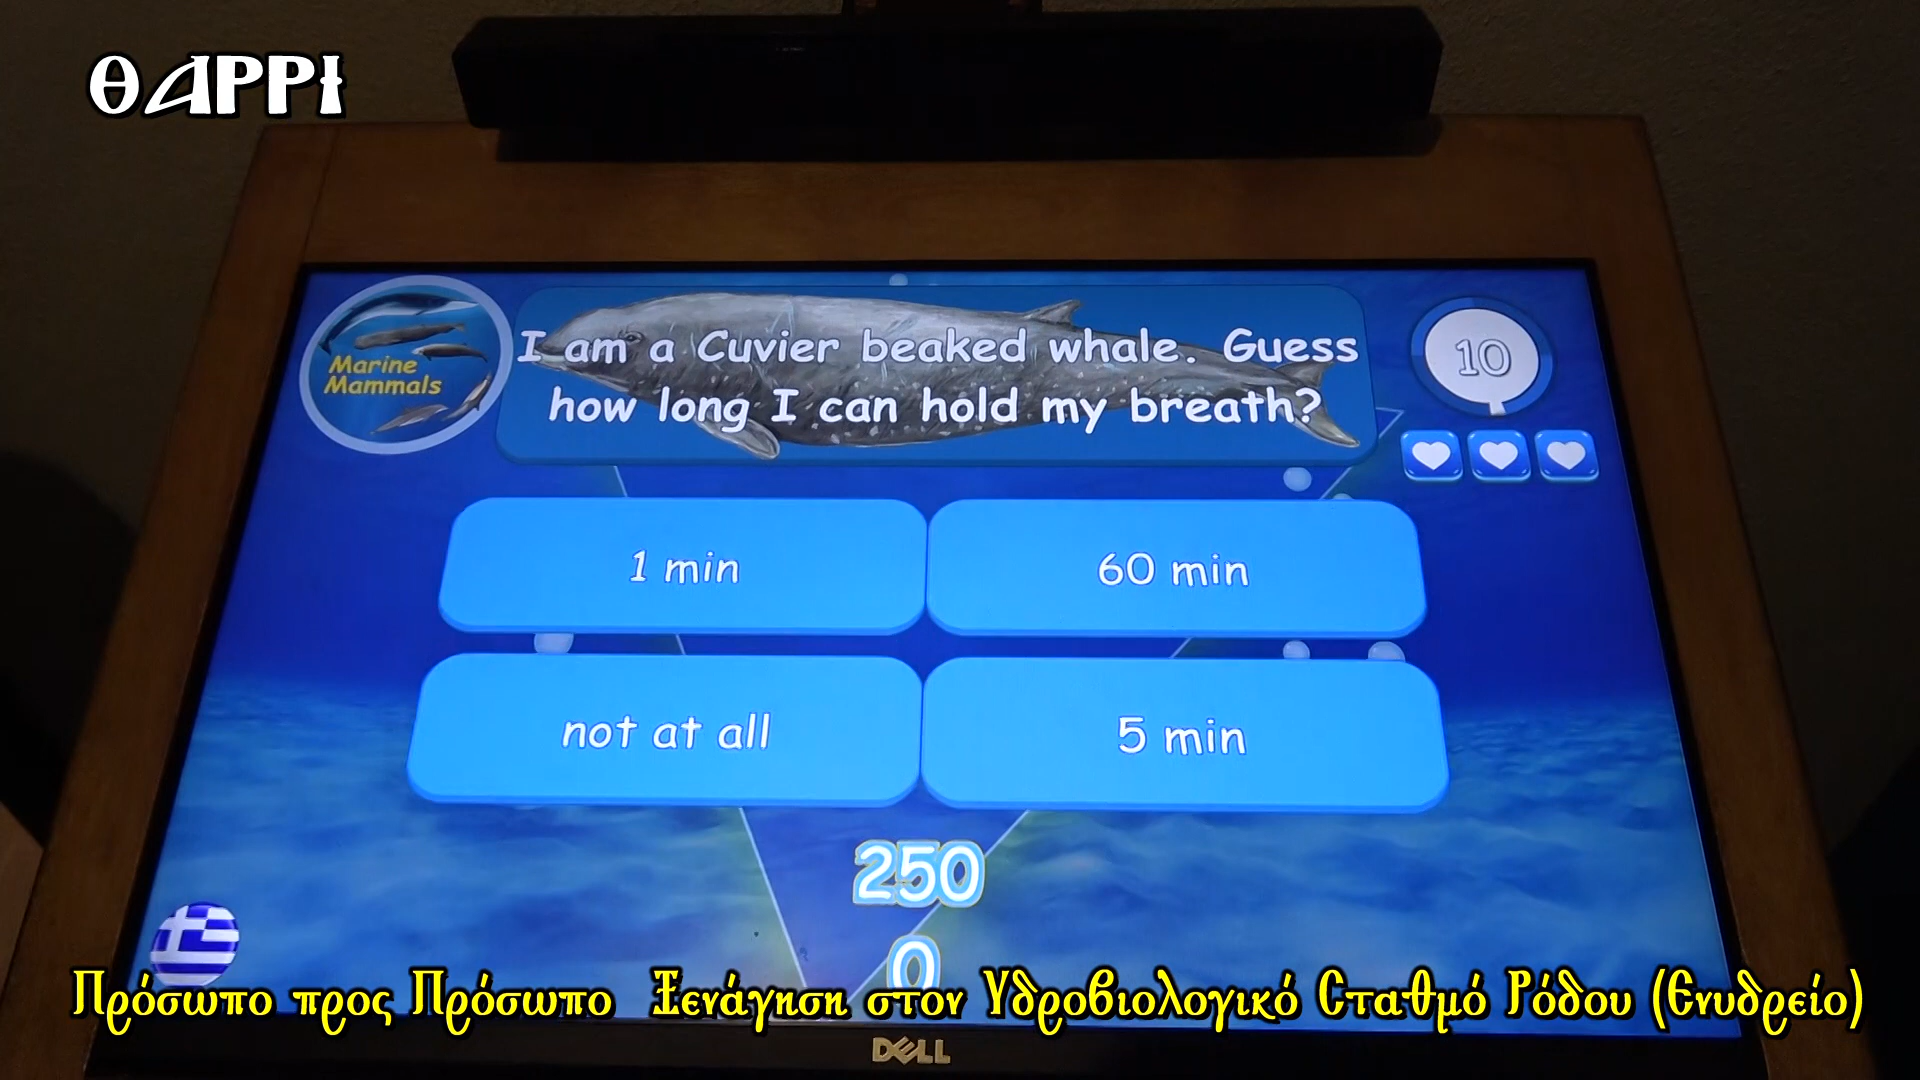 ΘΑΡΡΙ
Marine
Mammals
I am a Cuvier beaked whale. Guess
how long I can hold my breath?
10
1 min
60 min
not at all
5 min
250
0
Πρόσωπο προς Πρόσωπο Ξενάγηση στον Υδροβιολογικό Σταθμό Ρόδου (Ενυδρείο)
DELL